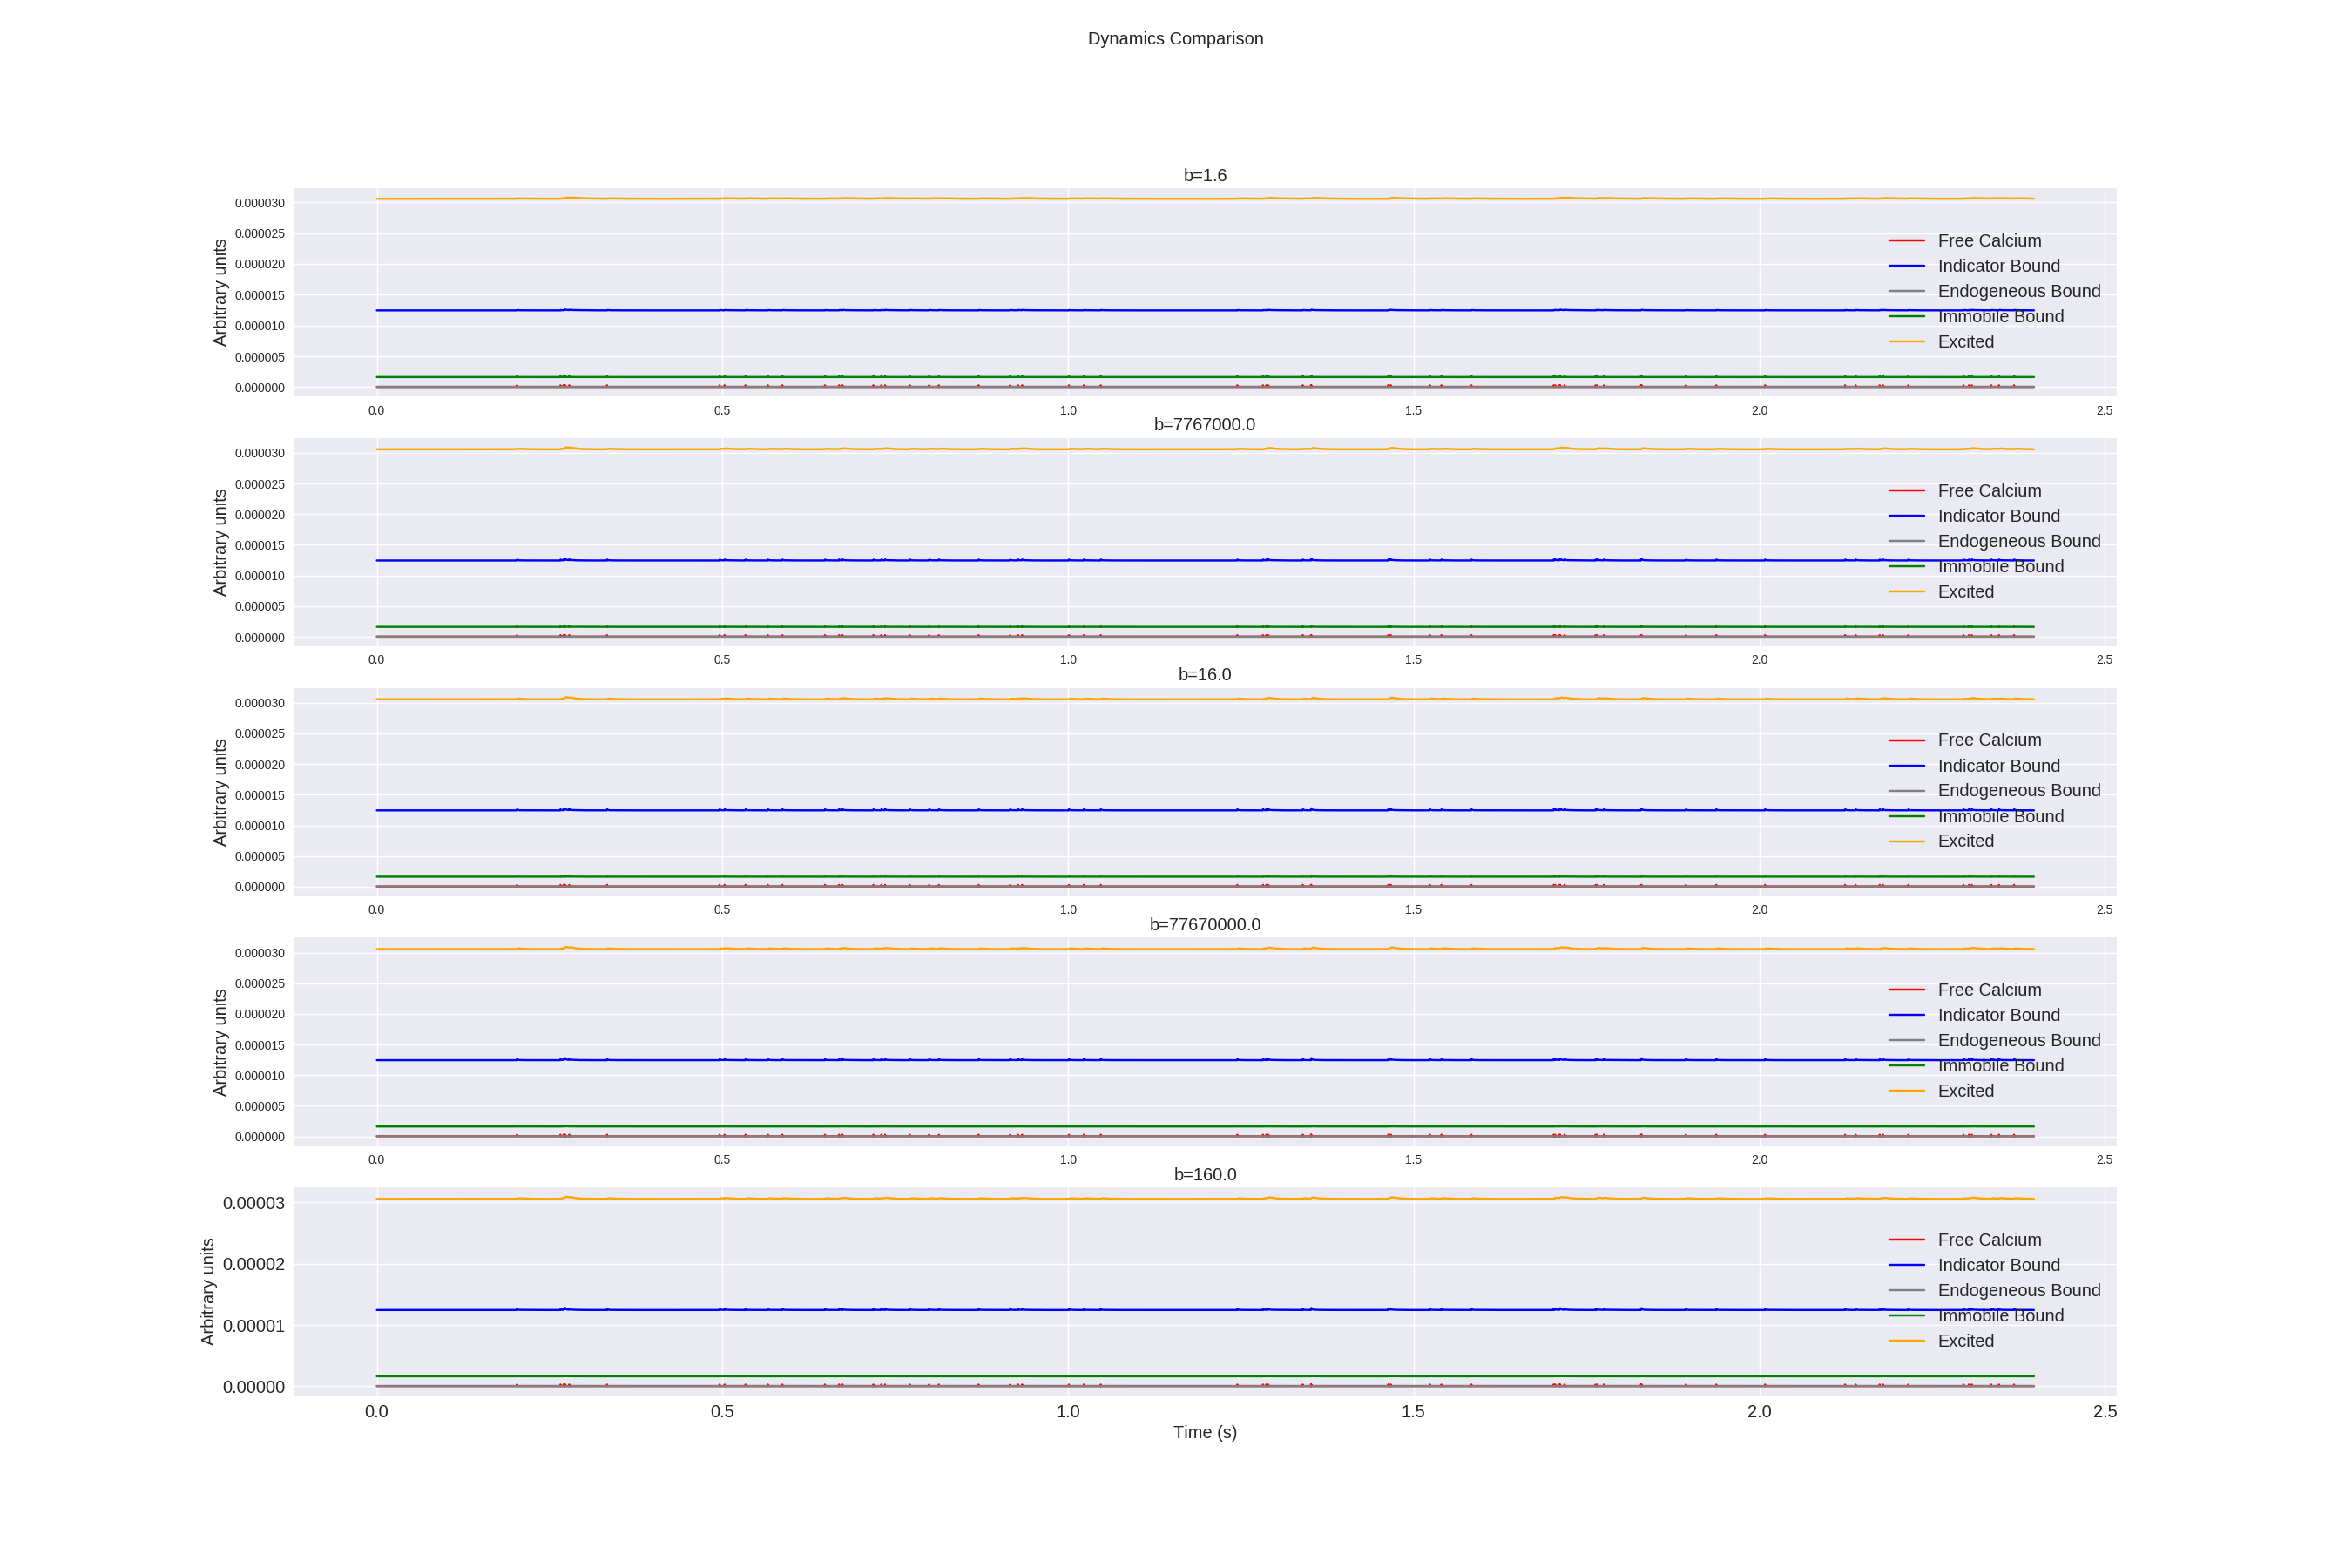 Dynamics Comparison
b=1.6
Arbitrary units
0.000030
0.000025
0.000020
0.000015
0.000010
0.000005
0.000000
Free Calcium
Indicator Bound
Endogeneous Bound
Immobile Bound
Excited
0.0 0.5 1.0 1.5 2.0 2.5
b=7767000.0
Arbitrary units
0.000030
0.000025
0.000020
0.000015
0.000010
0.000005
0.000000
Free Calcium
Indicator Bound
Endogeneous Bound
Immobile Bound
Excited
0.0 0.5 1.0 1.5 2.0 2.5
b=16.0
Arbitrary units
0.000030
0.000025
0.000020
0.000015
0.000010
0.000005
0.000000
Free Calcium
Indicator Bound
Endogeneous Bound
Immobile Bound
Excited
0.0 0.5 1.0 1.5 2.0 2.5
b=77670000.0
Arbitrary units
0.000030
0.000025
0.000020
0.000015
0.000010
0.000005
0.000000
Free Calcium
Indicator Bound
Endogeneous Bound
Immobile Bound
Excited
0.0 0.5 1.0 1.5 2.0 2.5
b=160.0
Arbitrary units
0.00003
0.00002
0.00001
0.00000
Free Calcium
Indicator Bound
Endogeneous Bound
Immobile Bound
Excited
0.0 0.5 1.0 1.5 2.0 2.5
Time (s)